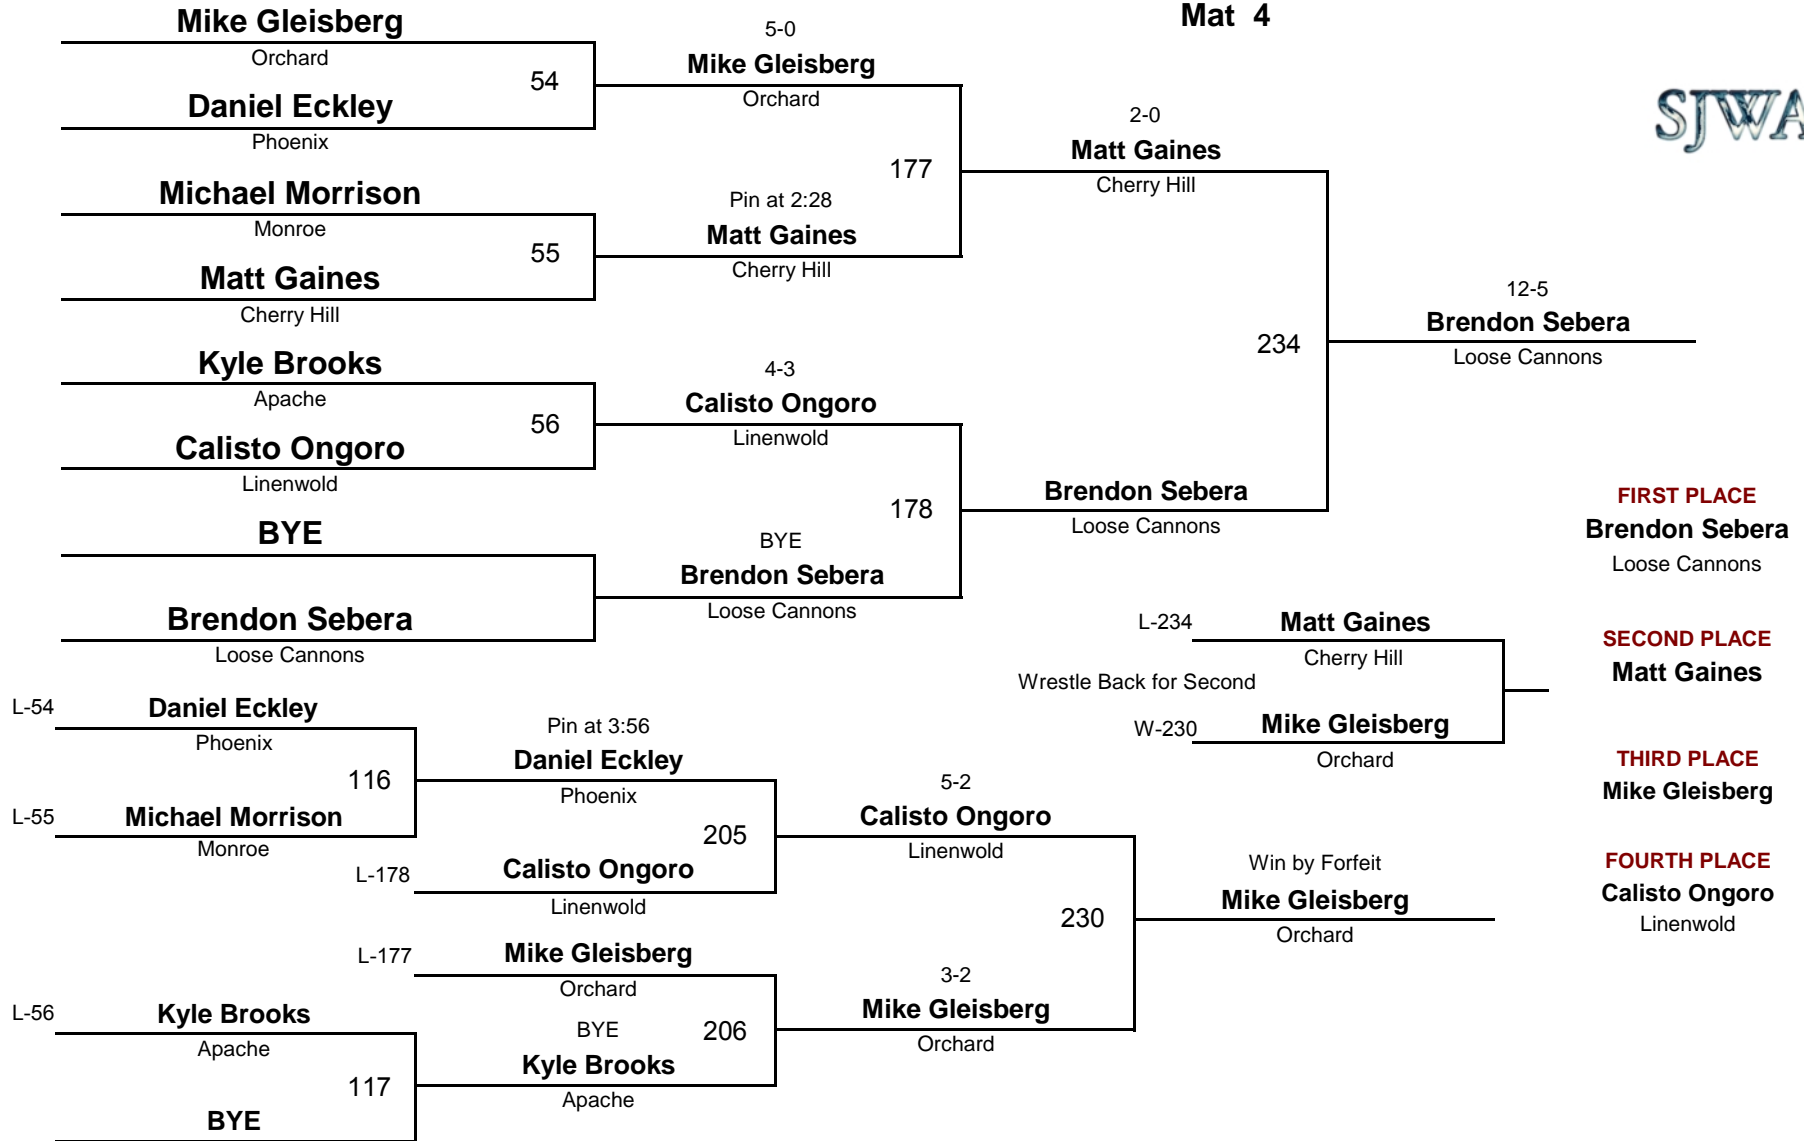 Mat 4
SJWA
Mike Gleisberg
Orchard
54
Daniel Eckley
Phoenix
Michael Morrison
Monroe
55
Matt Gaines
Cherry Hill
Kyle Brooks
Apache
56
Calisto Ongoro
Linenwold
BYE
Brendon Sebera
Loose Cannons
5-0
Mike Gleisberg
Orchard
177
Pin at 2:28
Matt Gaines
Cherry Hill
4-3
Calisto Ongoro
Linenwold
178
BYE
Brendon Sebera
Loose Cannons
2-0
Matt Gaines
Cherry Hill
234
Brendon Sebera
Loose Cannons
12-5
Brendon Sebera
Loose Cannons
L-234
Matt Gaines
Cherry Hill
Wrestle Back for Second
W-230
Mike Gleisberg
Orchard
FIRST PLACE
Brendon Sebera
Loose Cannons
SECOND PLACE
Matt Gaines
THIRD PLACE
Mike Gleisberg
FOURTH PLACE
Calisto Ongoro
Linenwold
L-54
Daniel Eckley
Phoenix
116
L-55
Michael Morrison
Monroe
Pin at 3:56
Daniel Eckley
Phoenix
205
L-178
Calisto Ongoro
Linenwold
L-177
Mike Gleisberg
Orchard
206
BYE
Kyle Brooks
Apache
L-56
Kyle Brooks
Apache
117
BYE
5-2
Calisto Ongoro
Linenwold
230
3-2
Mike Gleisberg
Orchard
Win by Forfeit
Mike Gleisberg
Orchard